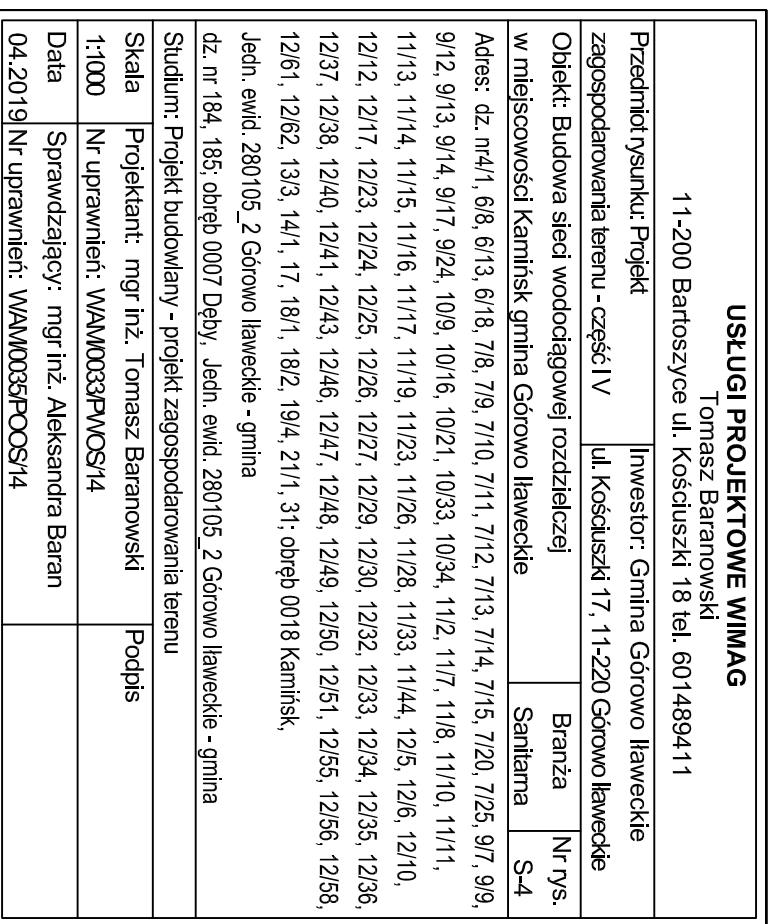 USŁUGI PROJEKTOWE WIMAG
Tomasz Baranowski
11-200 Bartoszyce ul. Kościuszki 18 tel. 601489411
Przedmiot rysunku: Projekt
zagospodarowania terenu - część IV
Inwestor: Gmina Górowo Iławeckie
ul. Kościuszki 17, 11-220 Górowo Iławeckie
Obiekt: Budowa sieci wodociągowej rozdzielczej
w miejscowości Kamińsk gmina Górowo Iławeckie
Branża
Sanitarna
Nr rys.
S-4
Adres: dz. nr4/1, 6/8, 6/13, 6/18, 7/8, 7/9, 7/10, 7/11, 7/12, 7/13, 7/14, 7/15, 7/20, 7/25, 9/7, 9/9,
9/12, 9/13, 9/14, 9/17, 9/24, 10/9, 10/16, 10/21, 10/33, 10/34, 11/2, 11/7, 11/8, 11/10, 11/11,
11/13, 11/14, 11/15, 11/16, 11/17, 11/19, 11/23, 11/26, 11/28, 11/33, 11/44, 12/5, 12/6, 12/10,
12/12, 12/17, 12/23, 12/24, 12/25, 12/26, 12/27, 12/29, 12/30, 12/32, 12/33, 12/34, 12/35, 12/36,
12/37, 12/38, 12/40, 12/41, 12/43, 12/46, 12/47, 12/48, 12/49, 12/50, 12/51, 12/55, 12/56, 12/58,
12/61, 12/62, 13/3, 14/1, 17, 18/1, 18/2, 19/4, 21/1, 31; obręb 0018 Kamińsk,
Jedn. ewid. 280105_2 Górowo Iławeckie - gmina
dz. nr 184, 185; obręb 0007 Dęby, Jedn. ewid. 280105_2 Górowo Iławeckie - gmina
Studium: Projekt budowlany - projekt zagospodarowania terenu
Skala
1:1000
Projektant: mgr inż. Tomasz Baranowski
Nr uprawnień: WAM/0033/PWOS/14
Podpis
Data
04.2019
Sprawdzający: mgr inż. Aleksandra Baran
Nr uprawnień: WAM/0035/POOS/14